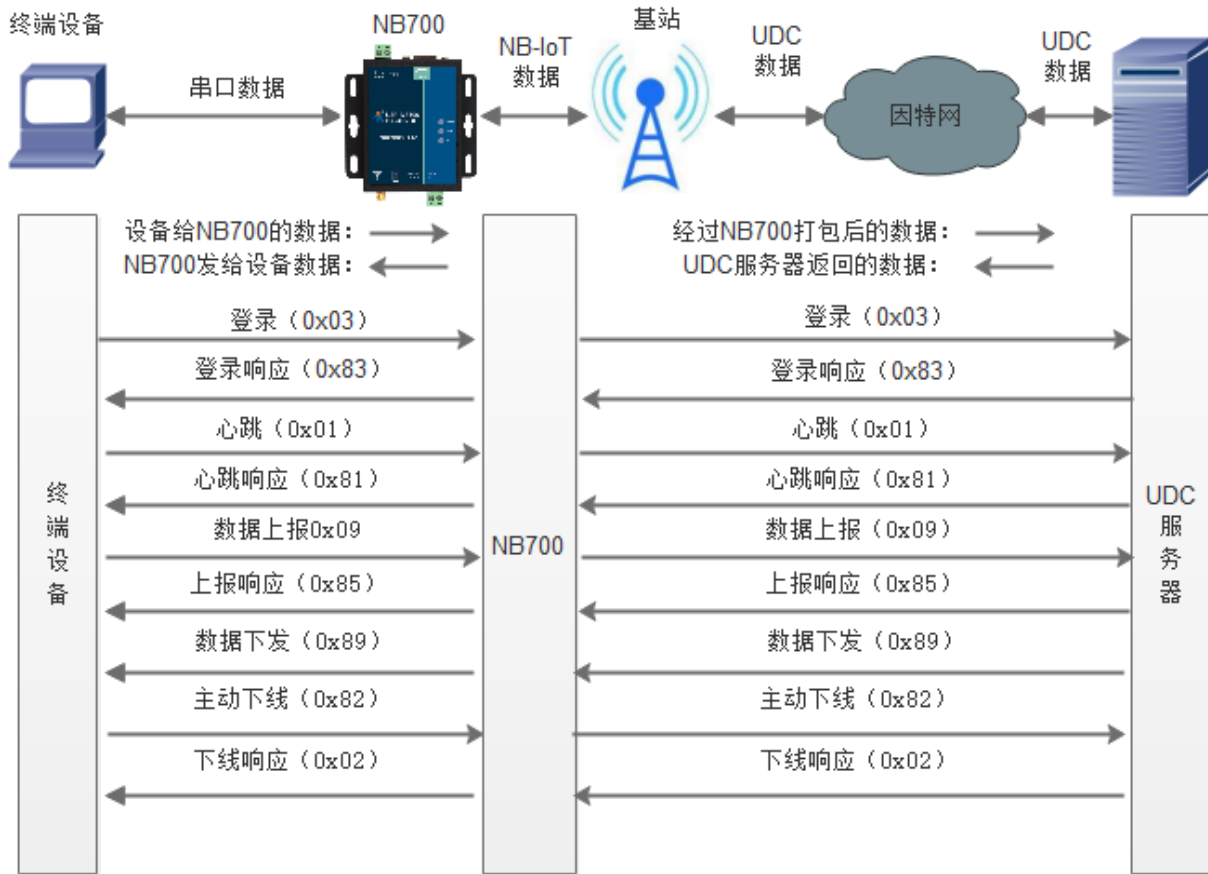 终端设备
NB700
基站
串口数据
NB-IoT
数据
UDC
数据
因特网
UDC
数据
设备给NB700的数据：
NB700发给设备数据：
经过NB700打包后的数据：
UDC服务器返回的数据：
登录（0x03）
登录（0x03）
登录响应（0x83）
登录响应（0x83）
心跳（0x01）
心跳（0x01）
心跳响应（0x81）
心跳响应（0x81）
数据上报0x09
数据上报（0x09）
上报响应（0x85）
上报响应（0x85）
数据下发（0x89）
数据下发（0x89）
主动下线（0x82）
主动下线（0x82）
下线响应（0x02）
下线响应（0x02）
终端设备
NB700
UDC
服务器